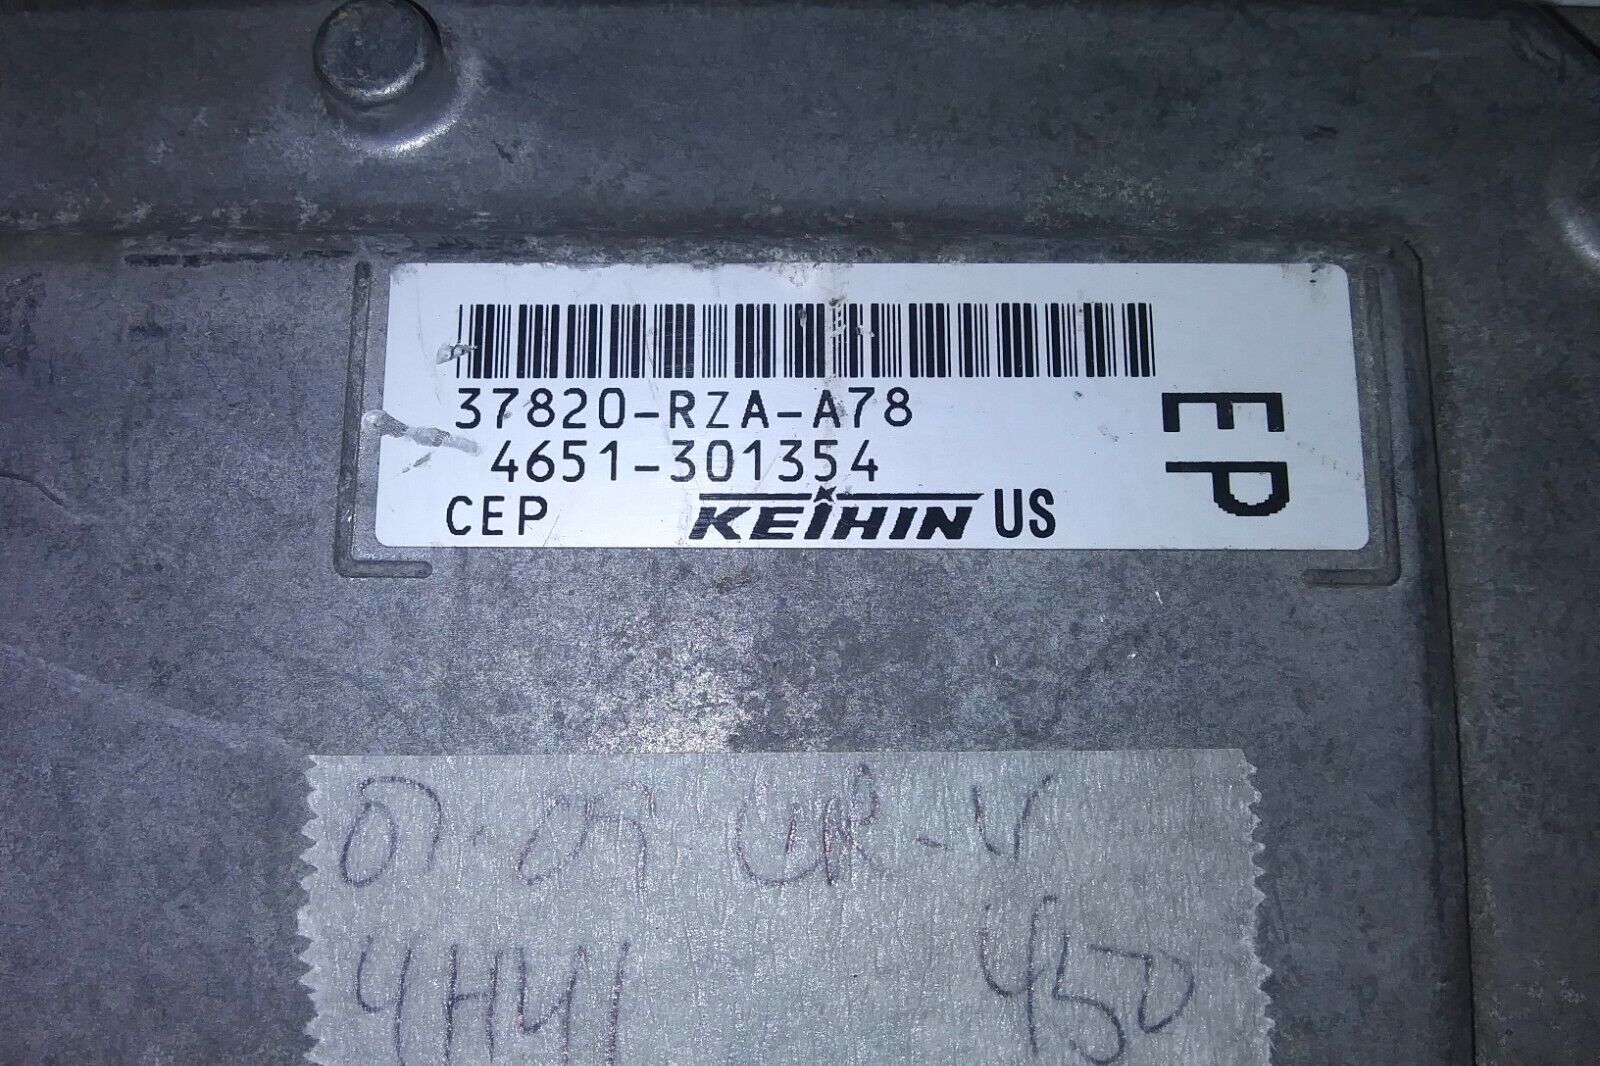 37820-RZA-A78
4651-301354
CEP KEIHIN US
EP
07-09 CR-V
4H41 450